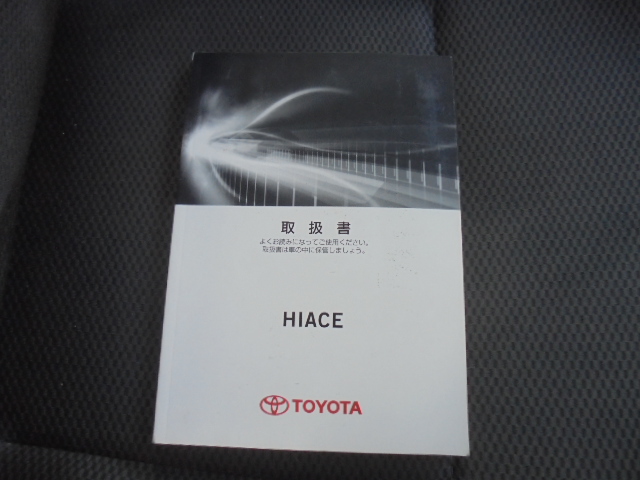 取扱書
よくお読みになってご使用ください。
取扱書は車の中に保管しましょう。
HIACE
TOYOTA